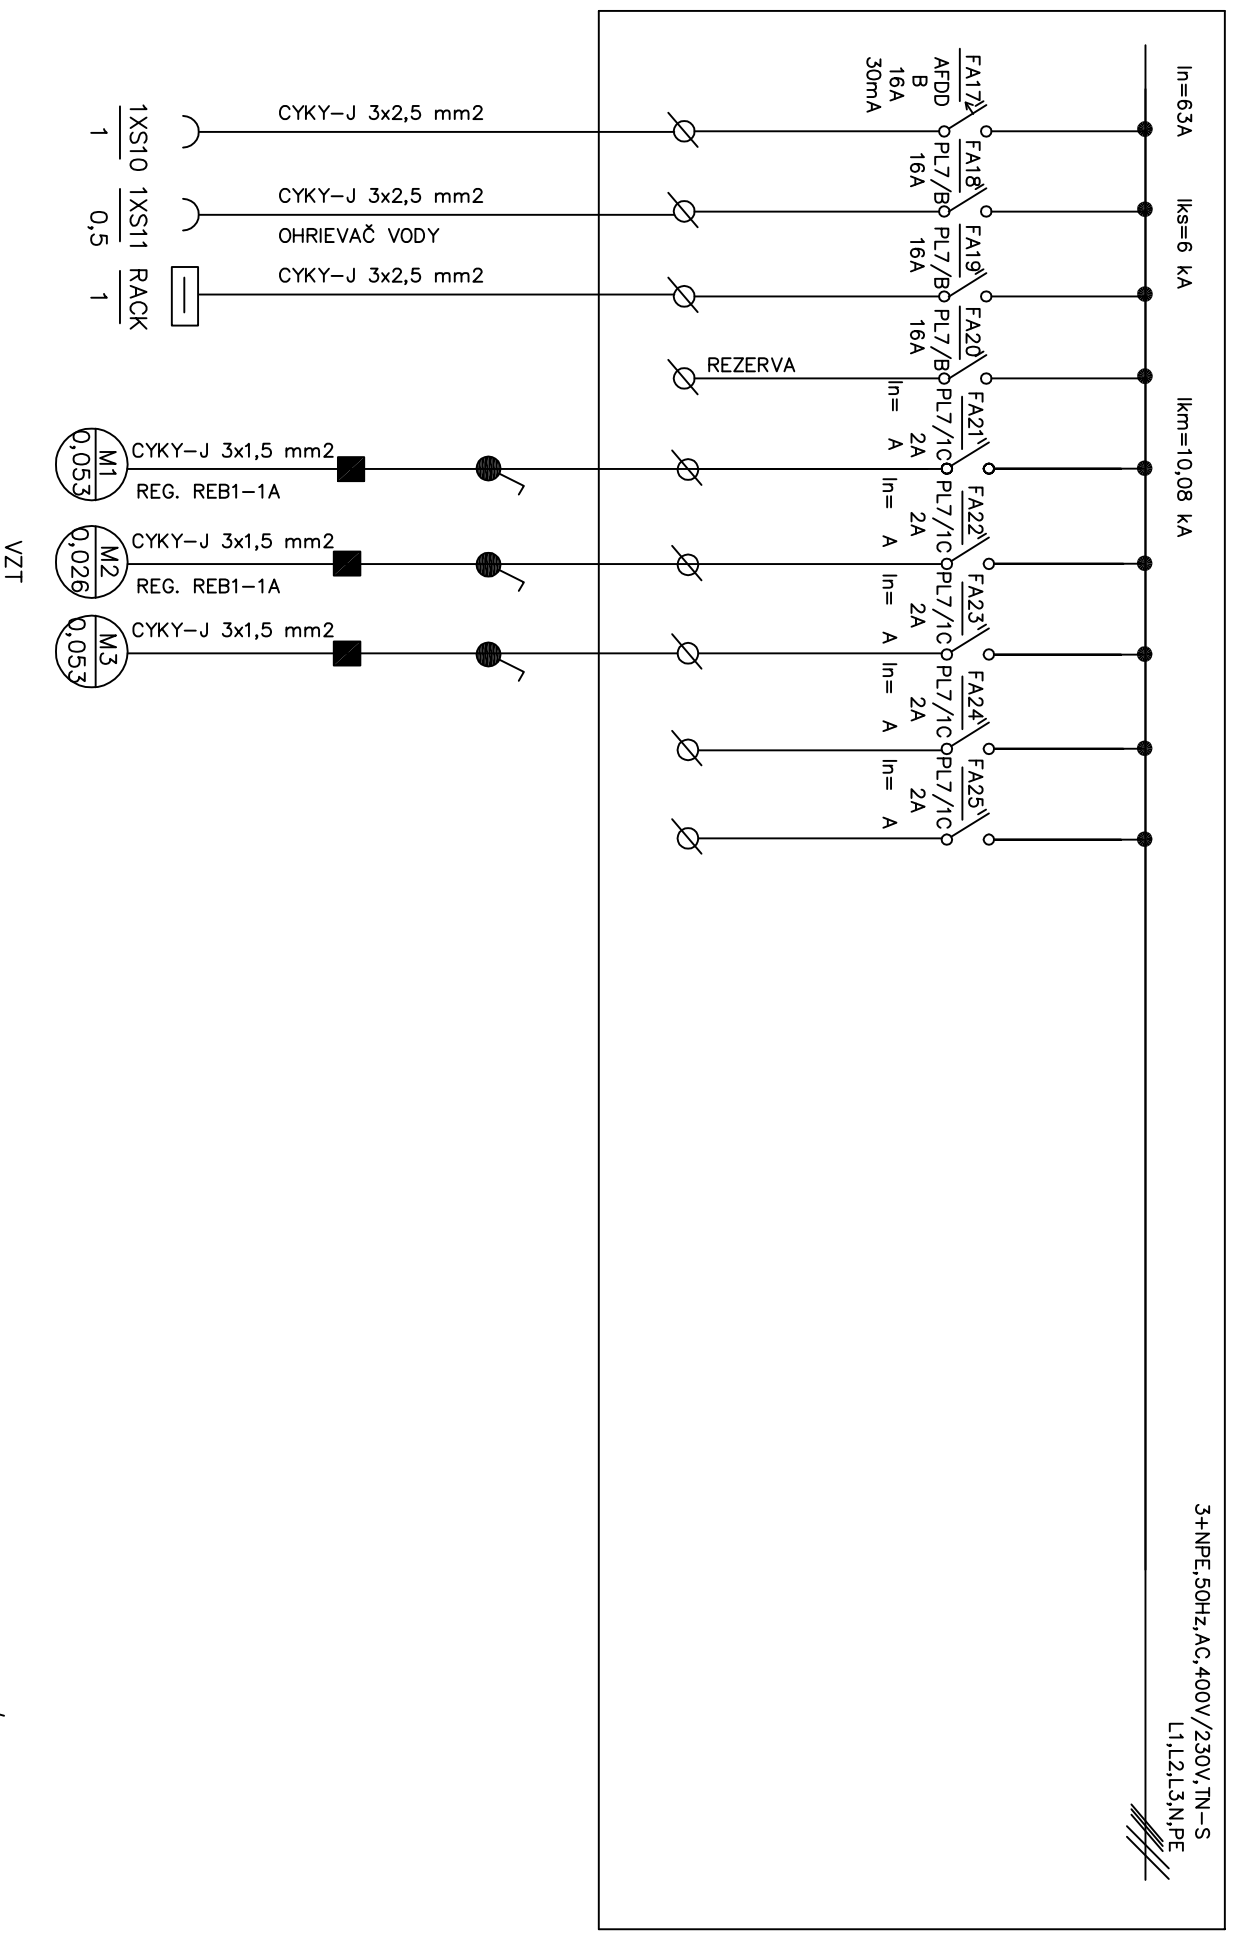 In=63A
Iks=6 kA
Ikm=10,08 kA
3+NPE,50Hz,AC,400V/230V,TN-S
L1,L2,L3,N,PE
FA17
AFDD
B
16A
30mA
FA18
PL7/B
16A
FA19
PL7/B
16A
FA20
PL7/B
16A
FA21
PL7/1C
2A
In= A
FA22
PL7/1C
2A
In= A
FA23
PL7/1C
2A
In= A
FA24
PL7/1C
2A
In= A
FA25
PL7/1C
2A
In= A
REZERVA
CYKY-J 3x2,5 mm2
CYKY-J 3x2,5 mm2
OHRIEVAČ VODY
CYKY-J 3x2,5 mm2
CYKY-J 3x1,5 mm2
REG. REB1-1A
CYKY-J 3x1,5 mm2
REG. REB1-1A
CYKY-J 3x1,5 mm2
1XS10
1
1XS11
0,5
RACK
1
M1
0,053
M2
0,026
M3
0,053
VZT